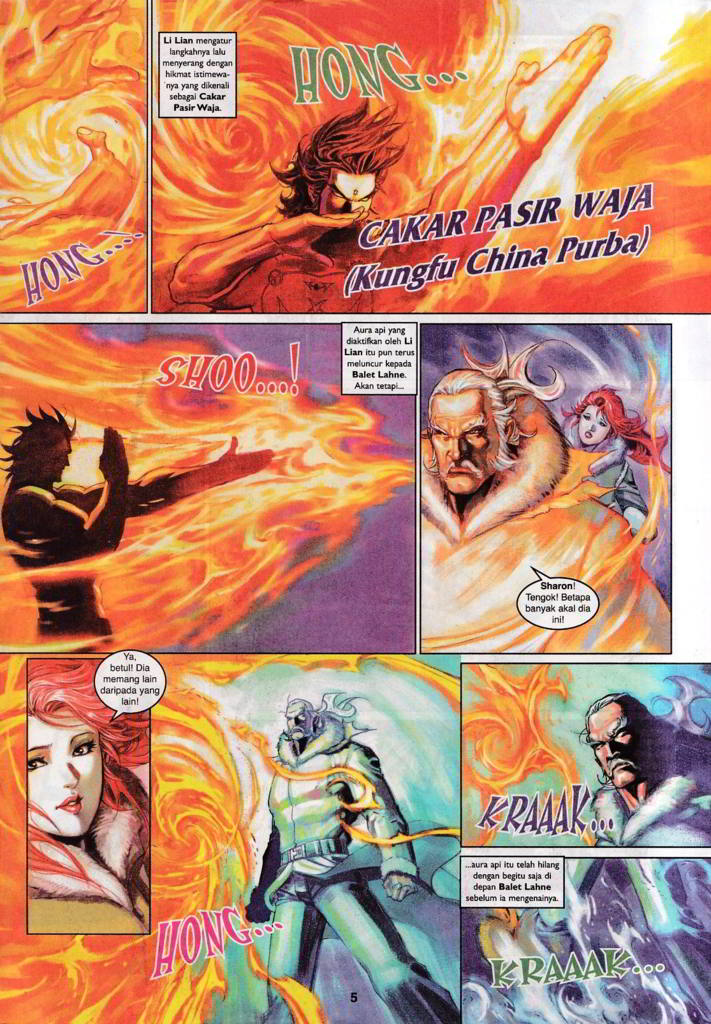 Li Lian mengatur
langkahnya lalu
menyerang dengan
hikmat istimewa-
nya yang dikenali
sebagai Cakar
Pasir Waja.
HONG...
HONG....!
CAKAR PASIR WAJA
(Kungfu China Purba)
SHOO...!
Aura api yang
diaktifkan oleh Li
Lian itu pun terus
meluncur kepada
Balet Lahne.
Akan tetapi...
Sharon!
Tengok! Betapa
banyak akal dia
ini!
Ya,
betul! Dia
memang lain
daripada yang
lain!
HONG...
KRAAAK...
...aura api itu telah hilang
dengan begitu saja di
depan Balet Lahne
sebelum ia mengenainya.
KRAAAK...
5